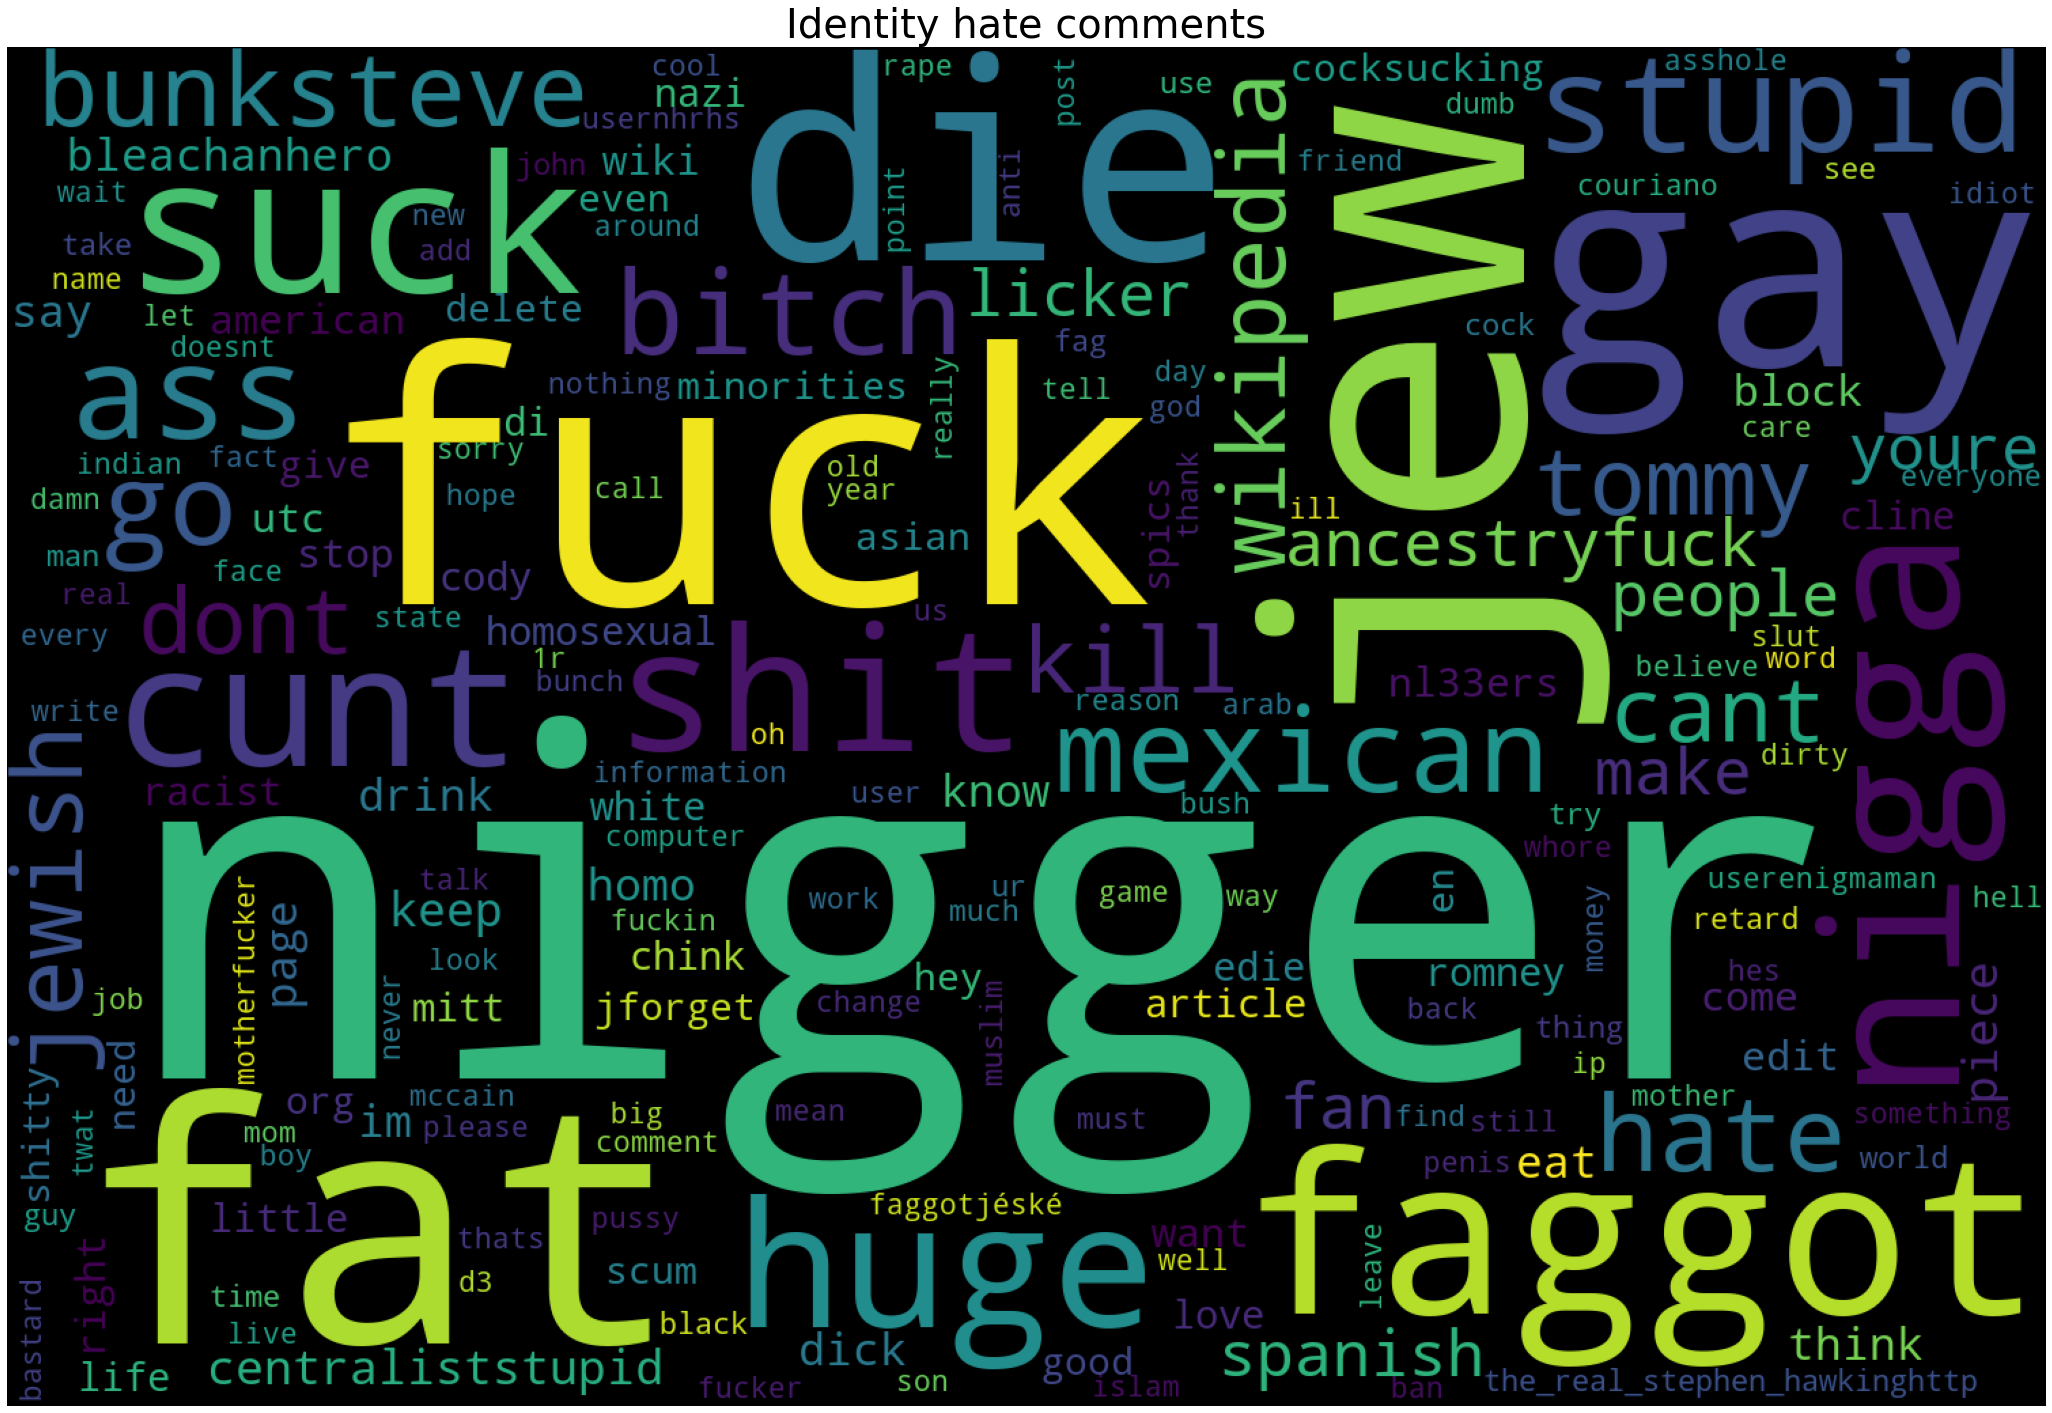 Identity hate comments
bunksteve
cool
nazi
usernhrhs
die
rape
post
use
cocksucking
asshole
dumb
stupid
bleachanhero
john
wiki
wikipedia
friend
see
wait
suck
even
point
anti
jew
couriano
idiot
new
around
take
add
gay
name
say
let
american
delete
bitch
licker
cock
doesnt
fag
ass
fuck
nothing
minorities
really
tell
day
block
god
care
di
sorry
youre
indian
fact
give
old
tommy
everyone
damn
go
hope
call
year
spics
thank
ill
cline
utc
asian
ancestryfuck
man
stop
face
cody
people
real
dont
state
us
every
homosexual
shit
kill
slut
1r
word
believe
cunt
bunch
nl33ers
nigga
write
reason
arab
cant
jewish
oh
mexican
dirty
information
make
racist
drink
white
user
know
bush
try
computer
whore
nigger
talk
homo
work
ur
game
way
en
userenigmaman
motherfucker
page
keep
fuckin
much
money
retard
hell
look
chink
hey
edie
romney
hes
job
never
mitt
jforget
change
muslim
article
back
come
piece
thing
need
ip
edit
shitty
org
mccain
big
mean
must
fan
find
still
mother
something
im
please
twat
mom
comment
hate
boy
fat
penis
eat
world
guy
little
pussy
faggotjéské
huge
want
faggot
thats
right
scum
well
leave
d3
bastard
time
live
black
love
life
centraliststupid
dick
good
spanish
think
fucker
son
islam
ban
the_real_stephen_hawkinghttp